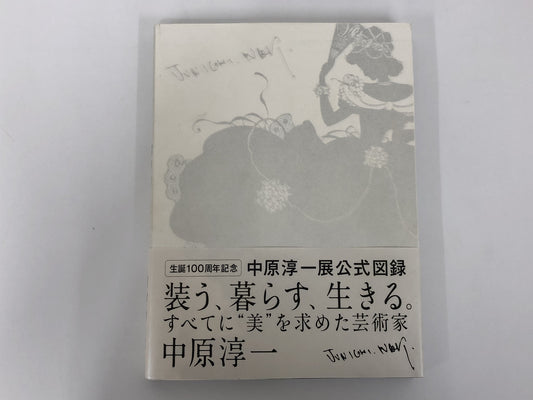 JUNICHI. NAKA.
生誕100周年記念 中原淳一展公式図録
装う、暮らす、生きる。
すべてに“美”を求めた芸術家
中原淳一
JUNICHI. NAKA.